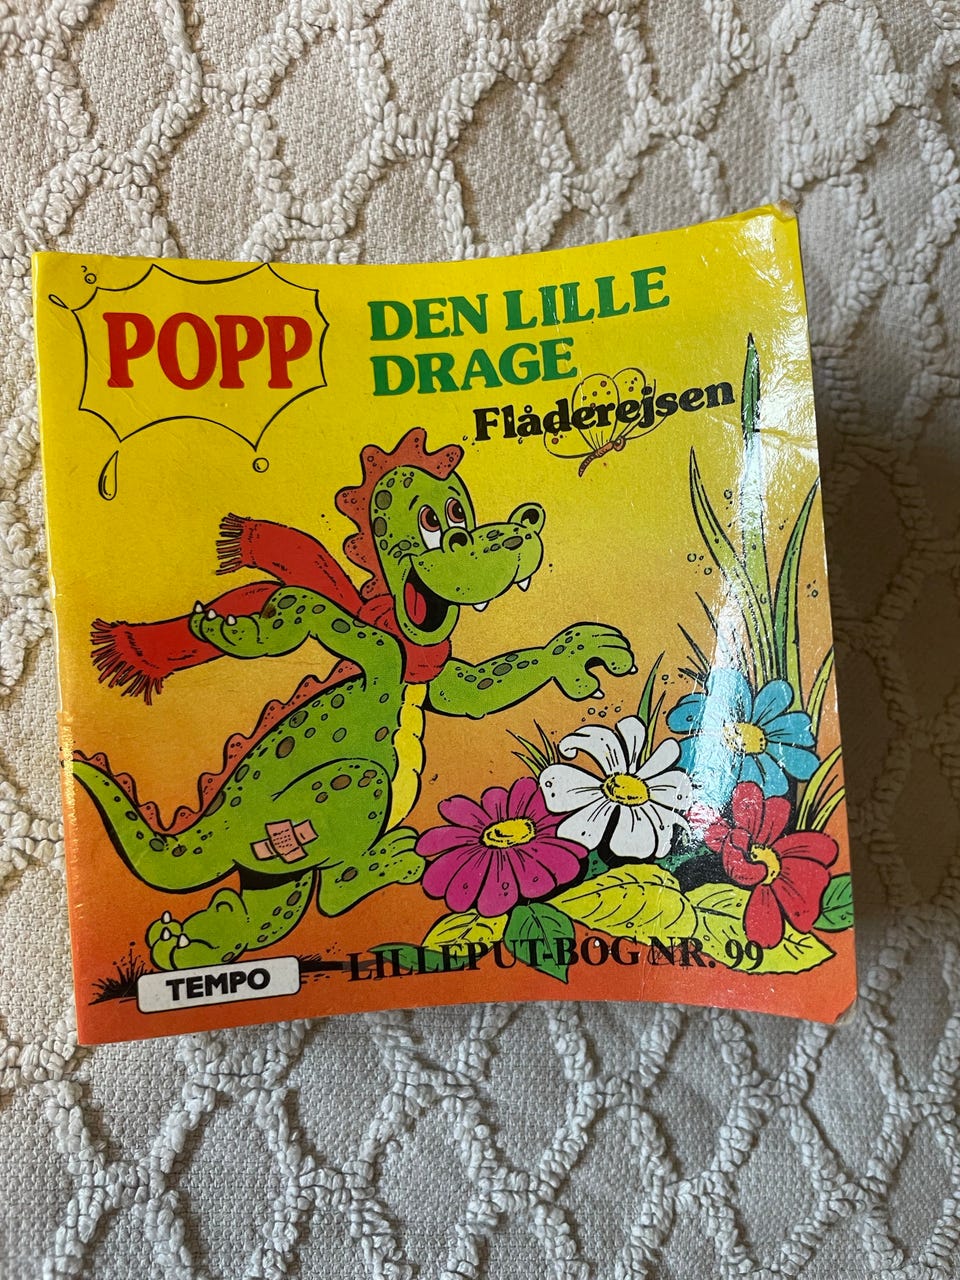 POPP
DEN LILLE
DRAGE
Flåderejsen
TEMPO
LILLEPUT-BOG NR. 99